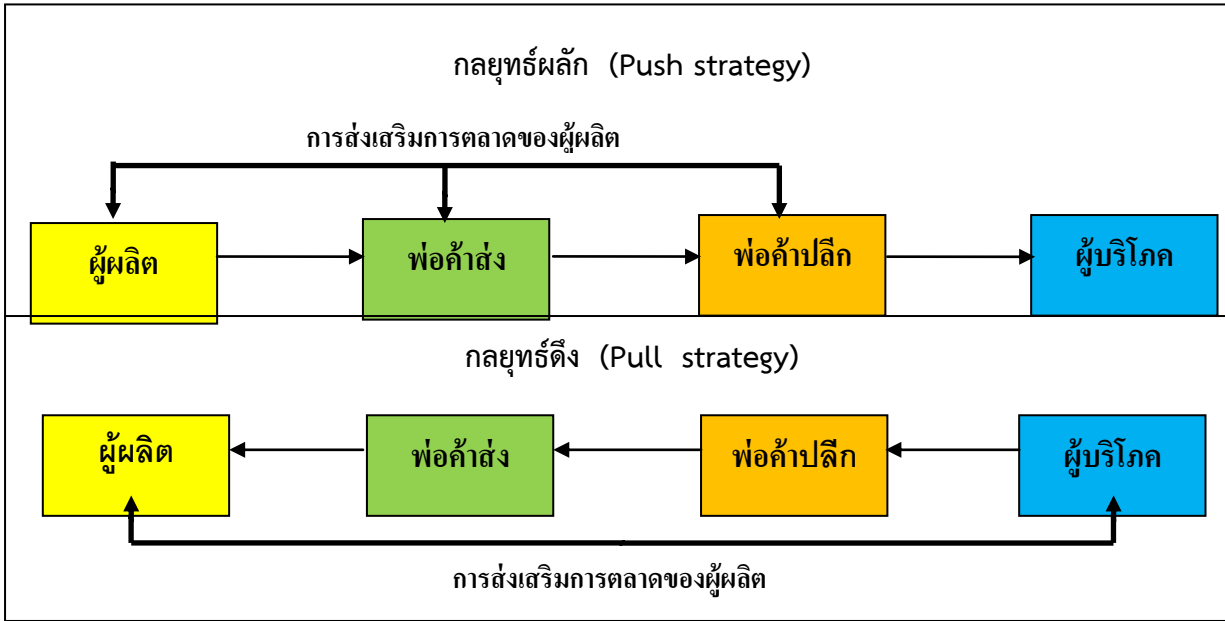 กลยุทธ์ผลัก (Push strategy)
การส่งเสริมการตลาดของผู้ผลิต
ผู้ผลิต
พ่อค้าส่ง
พ่อค้าปลีก
ผู้บริโภค
กลยุทธ์ดึง (Pull strategy)
ผู้ผลิต
พ่อค้าส่ง
พ่อค้าปลีก
ผู้บริโภค
การส่งเสริมการตลาดของผู้ผลิต